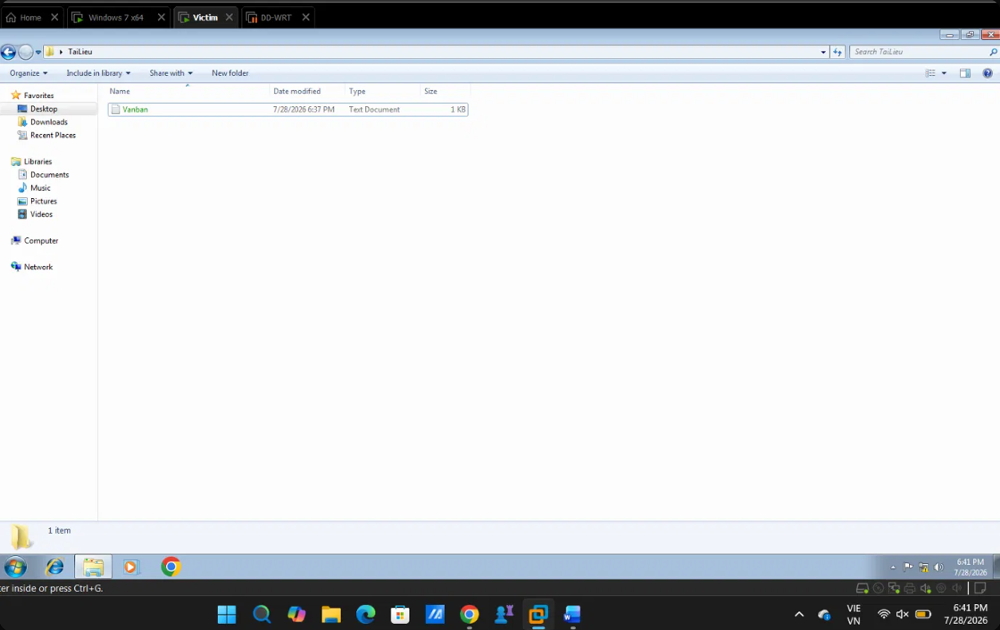 Home
Windows 7 x64
Victim
DD-WRT
TaiLieu
Search TaiLieu
Organize
Include in library
Share with
New folder
Name
Date modified
Type
Size
Vanban
7/28/2026 6:37 PM
Text Document
1 KB
Favorites
Desktop
Downloads
Recent Places
Libraries
Documents
Music
Pictures
Videos
Computer
Network
1 item
6:41 PM
7/28/2026
er inside or press Ctrl+G.
VIE
VN
6:41 PM
7/28/2026